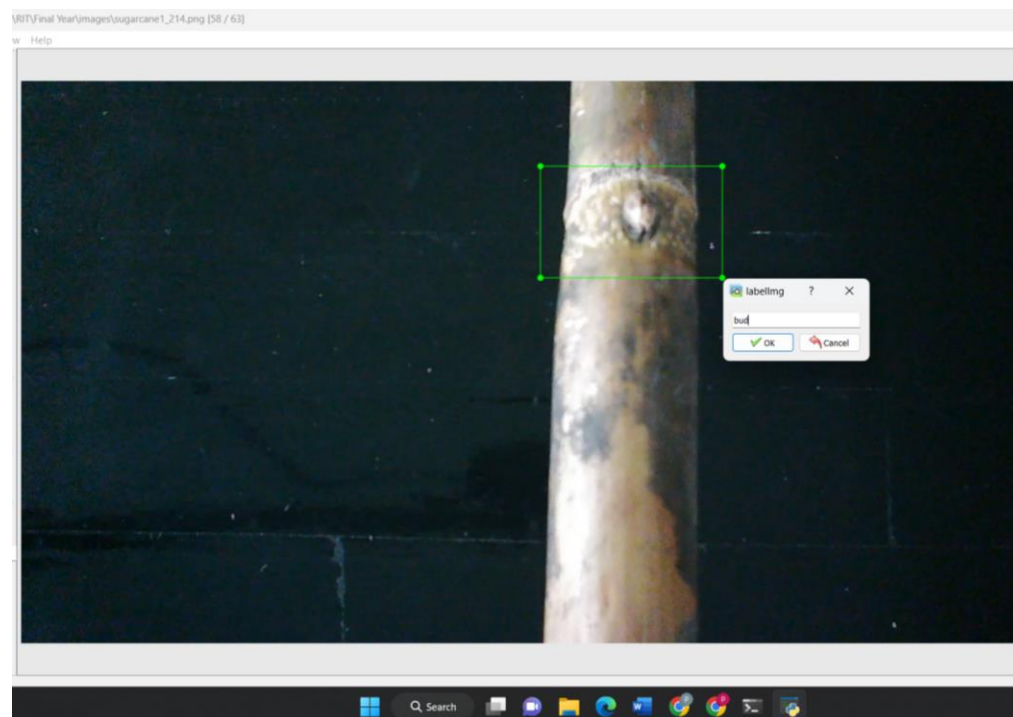 \RIT\Final Year\images\sugarcane1_214.png [58 / 63]
w Help
labelImg ? ×
bud
OK Cancel
Search